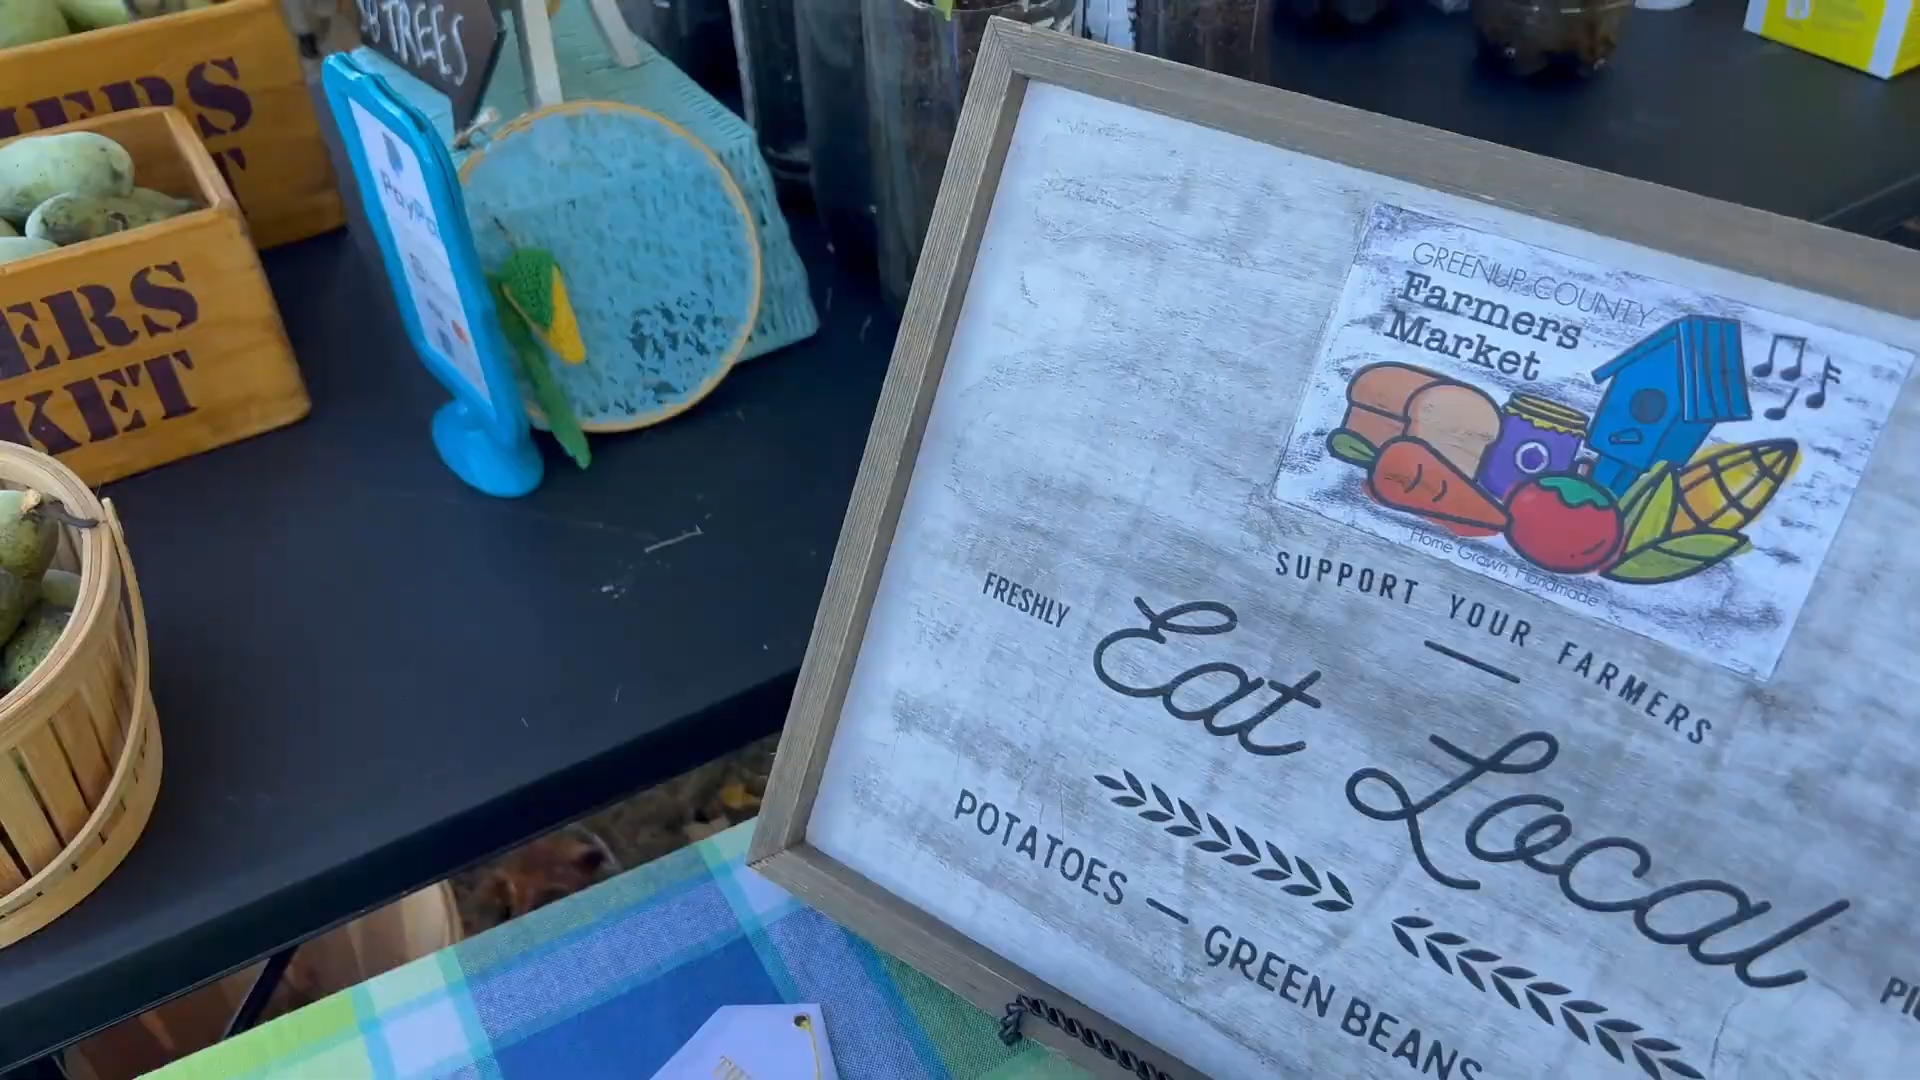 TREES
ERS
KET
PayPal
GREENUP COUNTY
Farmers
Market
Home Grown, Handmade
SUPPORT YOUR FARMERS
FRESHLY
Eat Local
POTATOES — GREEN BEANS